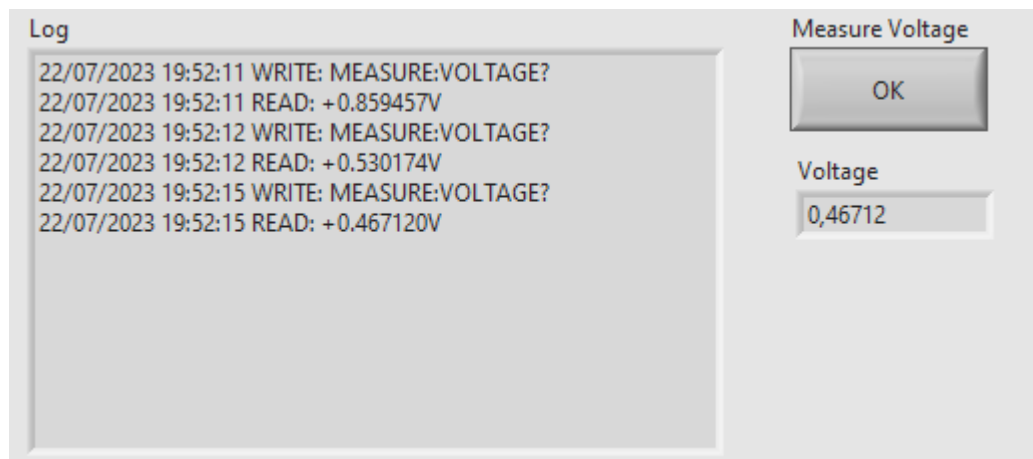 Log
22/07/2023 19:52:11 WRITE: MEASURE:VOLTAGE?
22/07/2023 19:52:11 READ: +0.859457V
22/07/2023 19:52:12 WRITE: MEASURE:VOLTAGE?
22/07/2023 19:52:12 READ: +0.530174V
22/07/2023 19:52:15 WRITE: MEASURE:VOLTAGE?
22/07/2023 19:52:15 READ: +0.467120V
Measure Voltage
OK
Voltage
0,46712